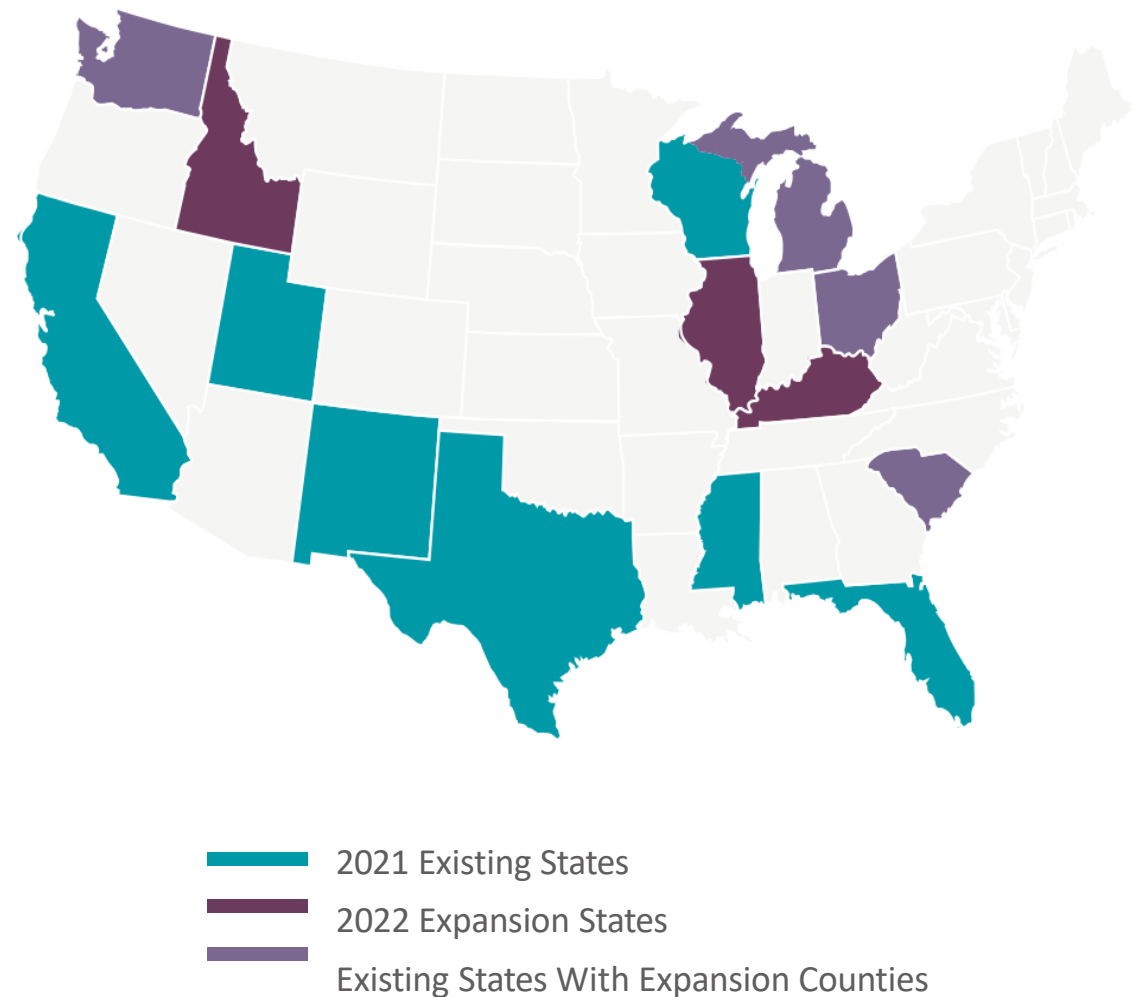 2021 Existing States
2022 Expansion States
Existing States With Expansion Counties